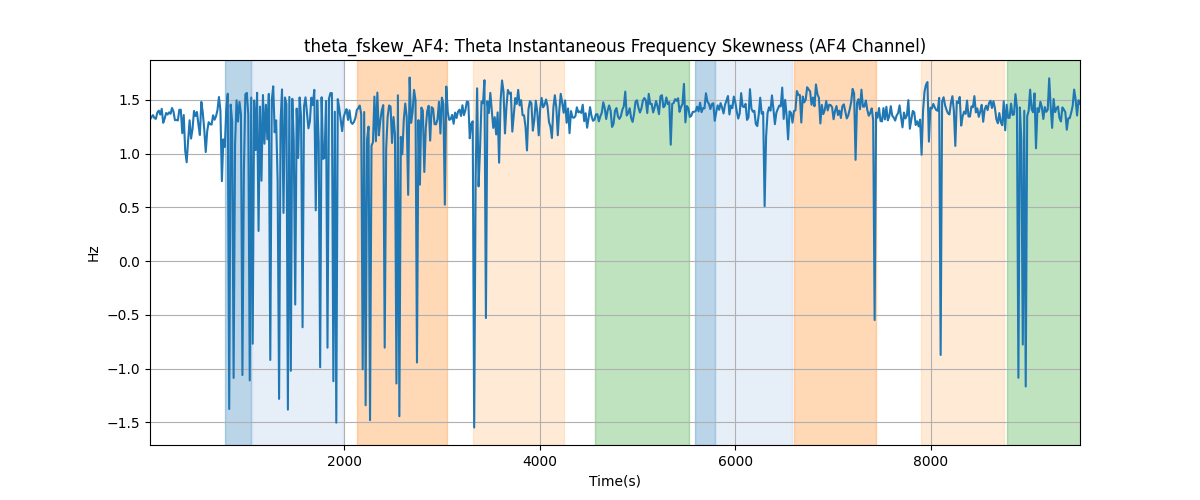 theta_fskew_AF4: Theta Instantaneous Frequency Skewness (AF4 Channel)
1.5
1.0
0.5
0.0
−0.5
−1.0
−1.5
Hz
2000 4000 6000 8000
Time(s)